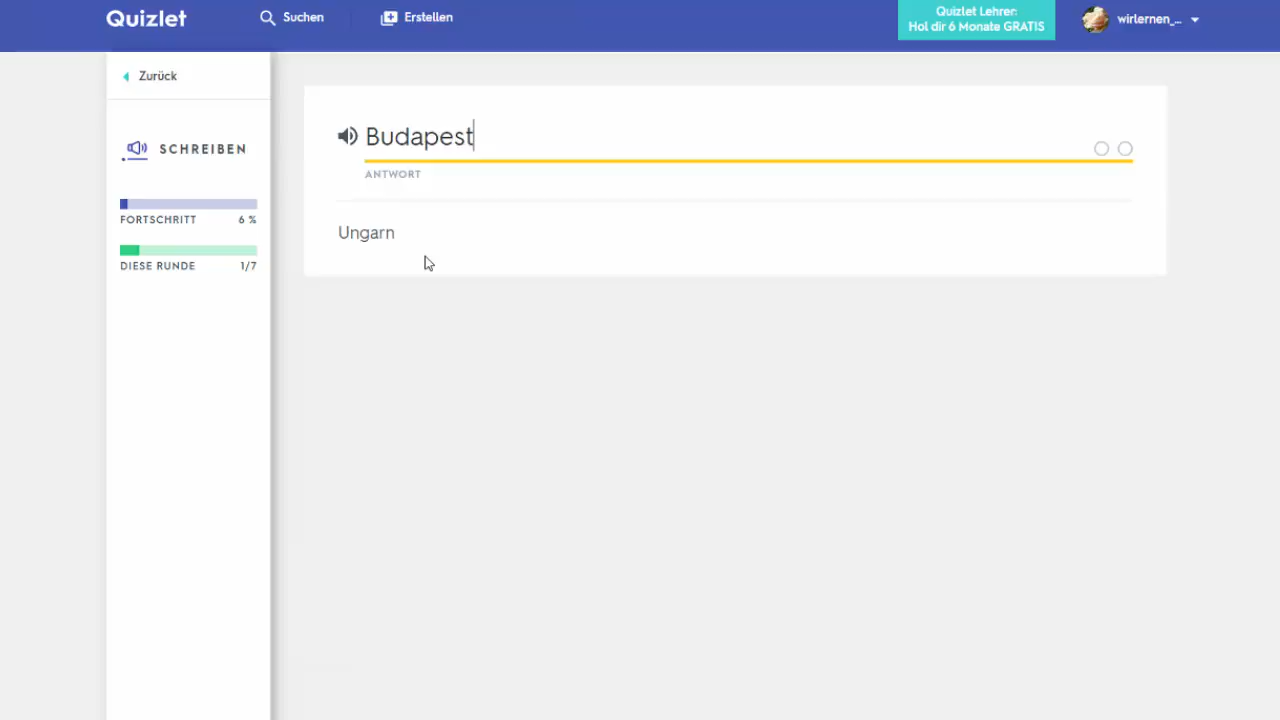 Quizlet
Suchen
Erstellen
Quizlet Lehrer:
Hol dir 6 Monate GRATIS
wirlernen_...
Zurück
SCHREIBEN
FORTSCHRITT 6 %
DIESE RUNDE 1/7
Budapest
ANTWORT
Ungarn